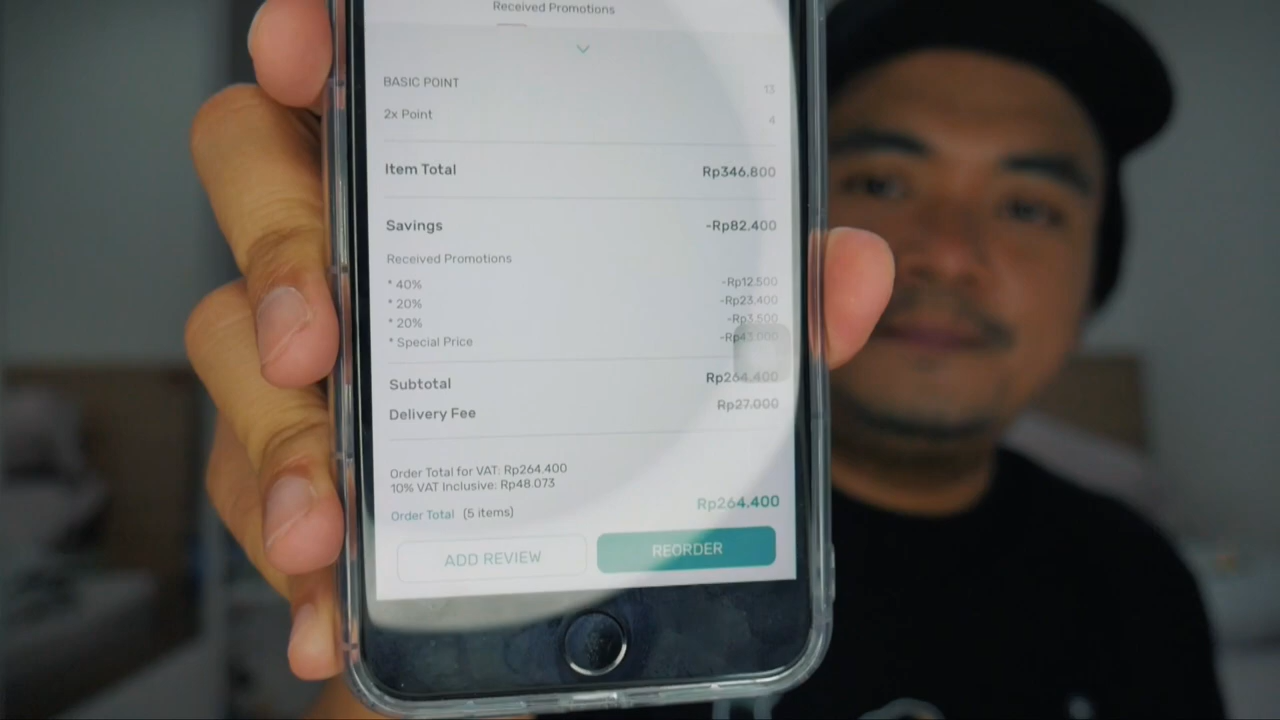 Received Promotions
BASIC POINT 13
2x Point 4
Item Total Rp346.800
Savings -Rp82.400
Received Promotions
* 40% -Rp12.500
* 20% -Rp23.400
* 20% -Rp3.500
* Special Price -Rp43.000
Subtotal Rp264.400
Delivery Fee Rp27.000
Order Total for VAT: Rp264.400
10% VAT Inclusive: Rp48.073
Order Total (5 items) Rp264.400
ADD REVIEW REORDER